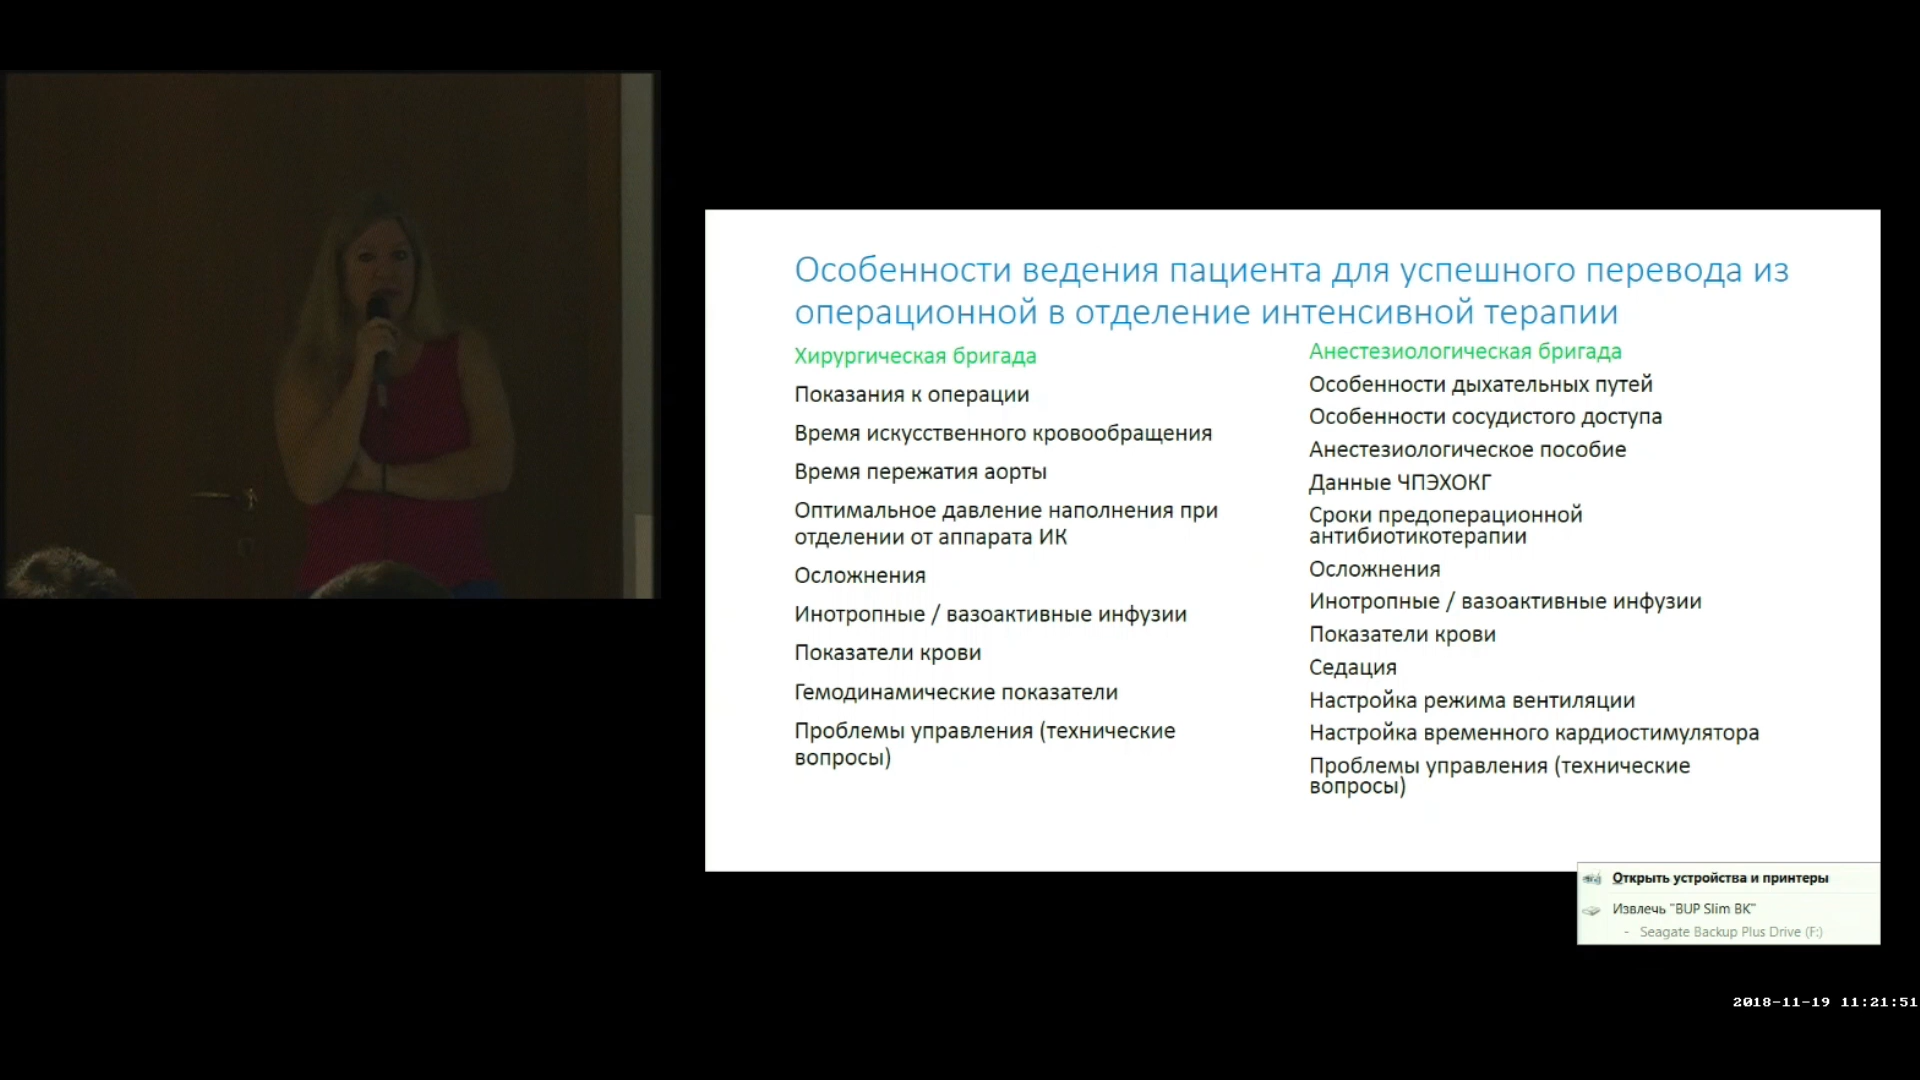 Особенности ведения пациента для успешного перевода из
операционной в отделение интенсивной терапии
Хирургическая бригада
Показания к операции
Время искусственного кровообращения
Время пережатия аорты
Оптимальное давление наполнения при
отделении от аппарата ИК
Осложнения
Инотропные / вазоактивные инфузии
Показатели крови
Гемодинамические показатели
Проблемы управления (технические
вопросы)
Анестезиологическая бригада
Особенности дыхательных путей
Особенности сосудистого доступа
Анестезиологическое пособие
Данные ЧПЭХОКГ
Сроки предоперационной
антибиотикотерапии
Осложнения
Инотропные / вазоактивные инфузии
Показатели крови
Седация
Настройка режима вентиляции
Настройка временного кардиостимулятора
Проблемы управления (технические
вопросы)
Открыть устройства и принтеры
Извлечь "BUP Slim BK"
- Seagate Backup Plus Drive (F:)
2018-11-19 11:21:51